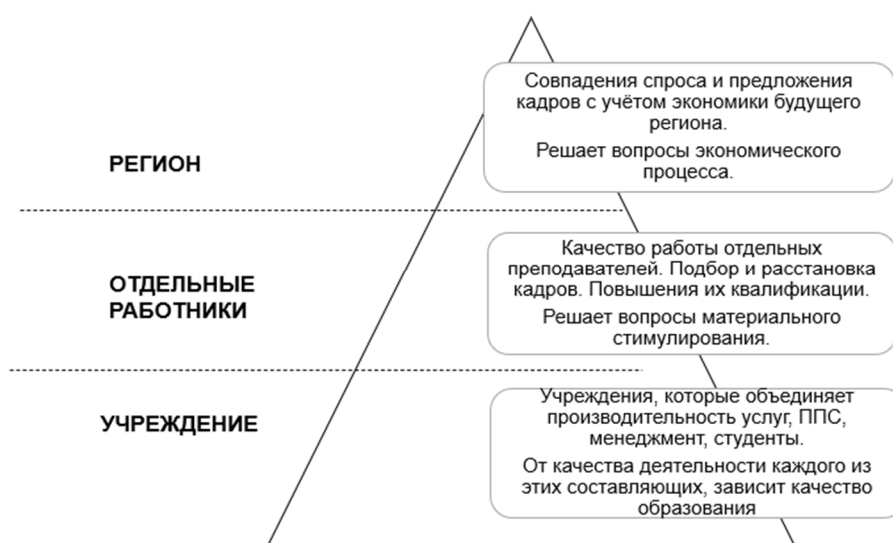 РЕГИОН
Совпадения спроса и предложения
кадров с учётом экономики будущего
региона.
Решает вопросы экономического
процесса.
ОТДЕЛЬНЫЕ
РАБОТНИКИ
Качество работы отдельных
преподавателей. Подбор и расстановка
кадров. Повышения их квалификации.
Решает вопросы материального
стимулирования.
УЧРЕЖДЕНИЕ
Учреждения, которые объединяет
производительность услуг, ППС,
менеджмент, студенты.
От качества деятельности каждого из
этих составляющих, зависит качество
образования